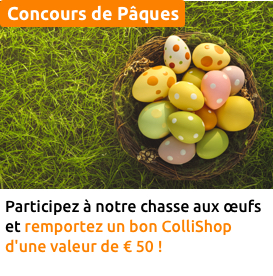 Concours de Pâques
Participez à notre chasse aux œufs
et remportez un bon ColliShop
d'une valeur de € 50 !